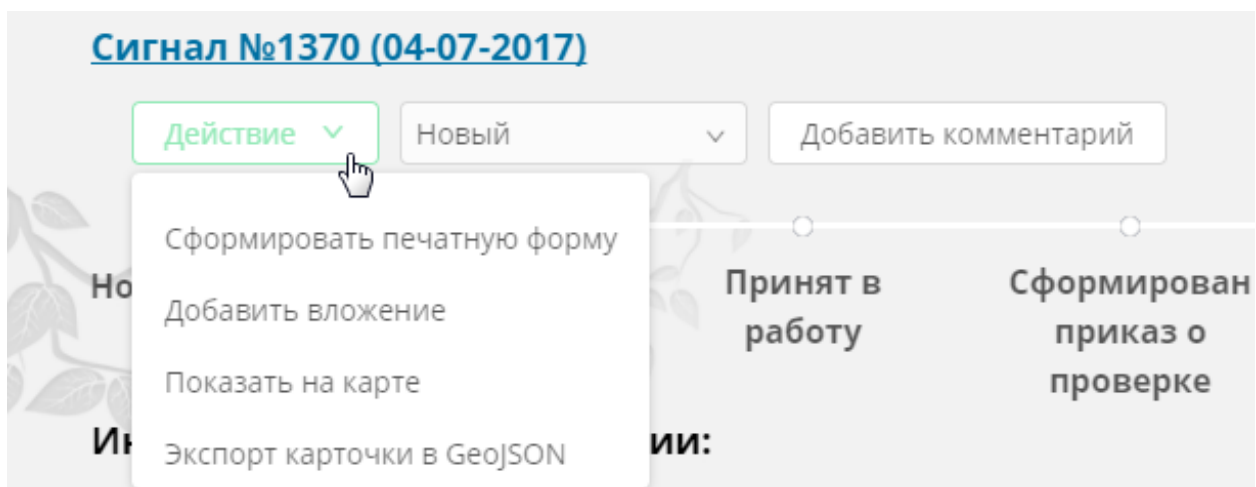 Сигнал №1370 (04-07-2017)
Действие Новый Добавить комментарий
Сформировать печатную форму
Добавить вложение
Показать на карте
Экспорт карточки в GeoJSON
Принят в
работу
Сформирован
приказ о
проверке